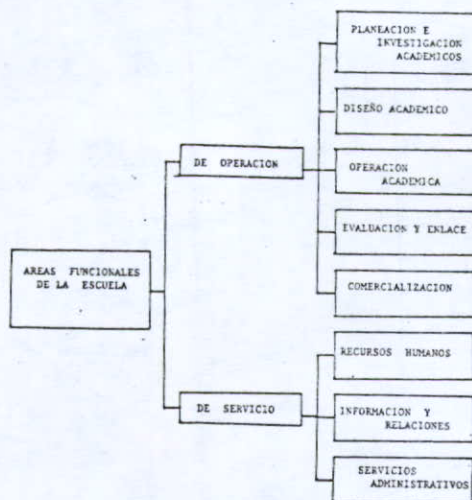 PLANEACION E
INVESTIGACION
ACADEMICOS
DISEÑO ACADEMICO
DE OPERACION
OPERACION
ACADEMICA
EVALUACION Y ENLACE
AREAS FUNCIONALES
DE LA ESCUELA
COMERCIALIZACION
RECURSOS HUMANOS
DE SERVICIO
INFORMACION Y
RELACIONES
SERVICIOS
ADMINISTRATIVOS